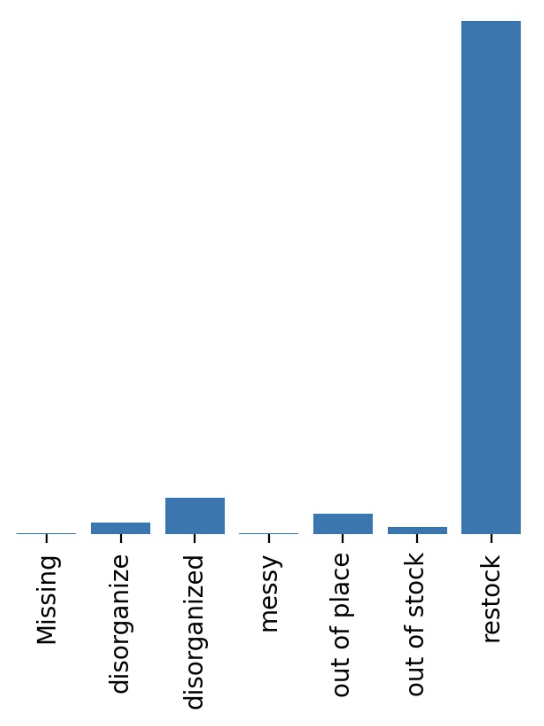 Missing
disorganize
disorganized
messy
out of place
out of stock
restock